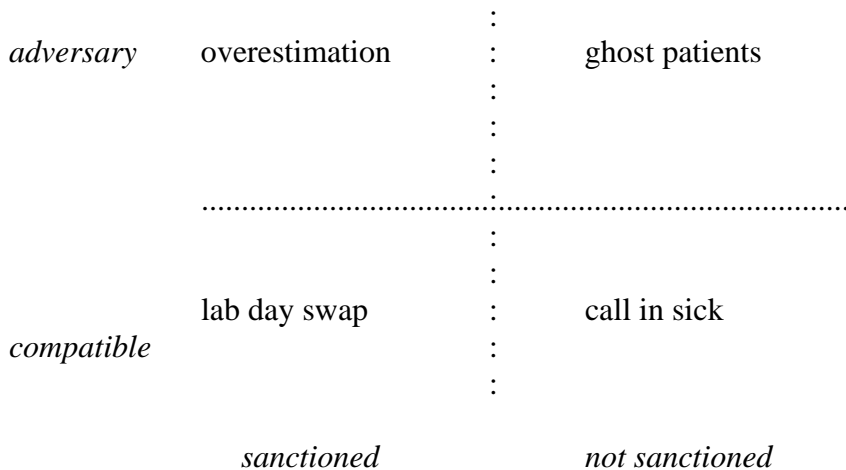 adversary overestimation : ghost patients
lab day swap : call in sick
compatible
sanctioned not sanctioned